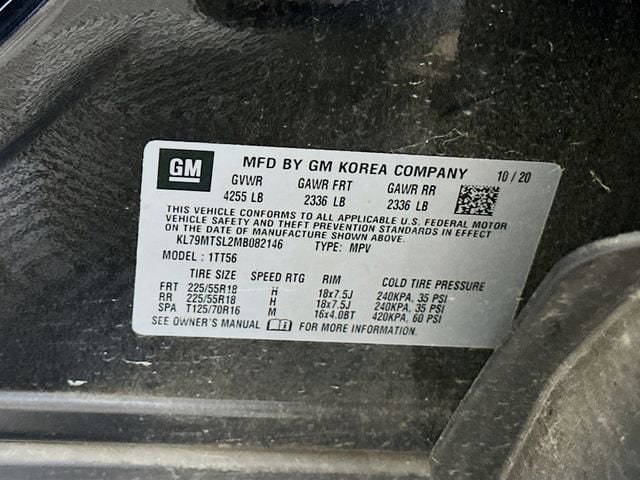 GM MFD BY GM KOREA COMPANY 10/20
GVWR GAWR FRT GAWR RR
4255 LB 2336 LB 2336 LB
THIS VEHICLE CONFORMS TO ALL APPLICABLE U.S. FEDERAL MOTOR
VEHICLE SAFETY AND THEFT PREVENTION STANDARDS IN EFFECT
ON THE DATE OF MANUFACTURE SHOWN ABOVE.
KL79MTSL2MB082146 TYPE: MPV
MODEL : 1TT56
TIRE SIZE SPEED RTG RIM COLD TIRE PRESSURE
FRT 225/55R18 H 18x7.5J 240KPA, 35 PSI
RR 225/55R18 H 18x7.5J 240KPA, 35 PSI
SPA T125/70R16 M 16x4.0BT 420KPA, 60 PSI
SEE OWNER'S MANUAL FOR MORE INFORMATION.